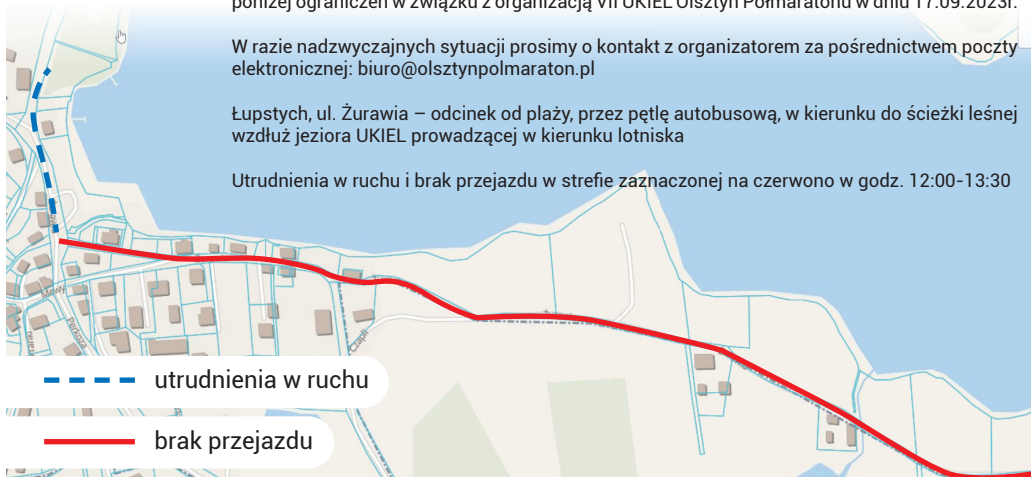 poniżej ograniczeń w związku z organizacją VII UKIEL Olsztyn Półmaratonu w dniu 17.09.2023r.
W razie nadzwyczajnych sytuacji prosimy o kontakt z organizatorem za pośrednictwem poczty
elektronicznej: biuro@olsztynpolmaraton.pl
Łupstych, ul. Żurawia – odcinek od plaży, przez pętlę autobusową, w kierunku do ścieżki leśnej
wzdłuż jeziora UKIEL prowadzącej w kierunku lotniska
Utrudnienia w ruchu i brak przejazdu w strefie zaznaczonej na czerwono w godz. 12:00-13:30
Mewy
Perkoza
Czapli
utrudnienia w ruchu
brak przejazdu